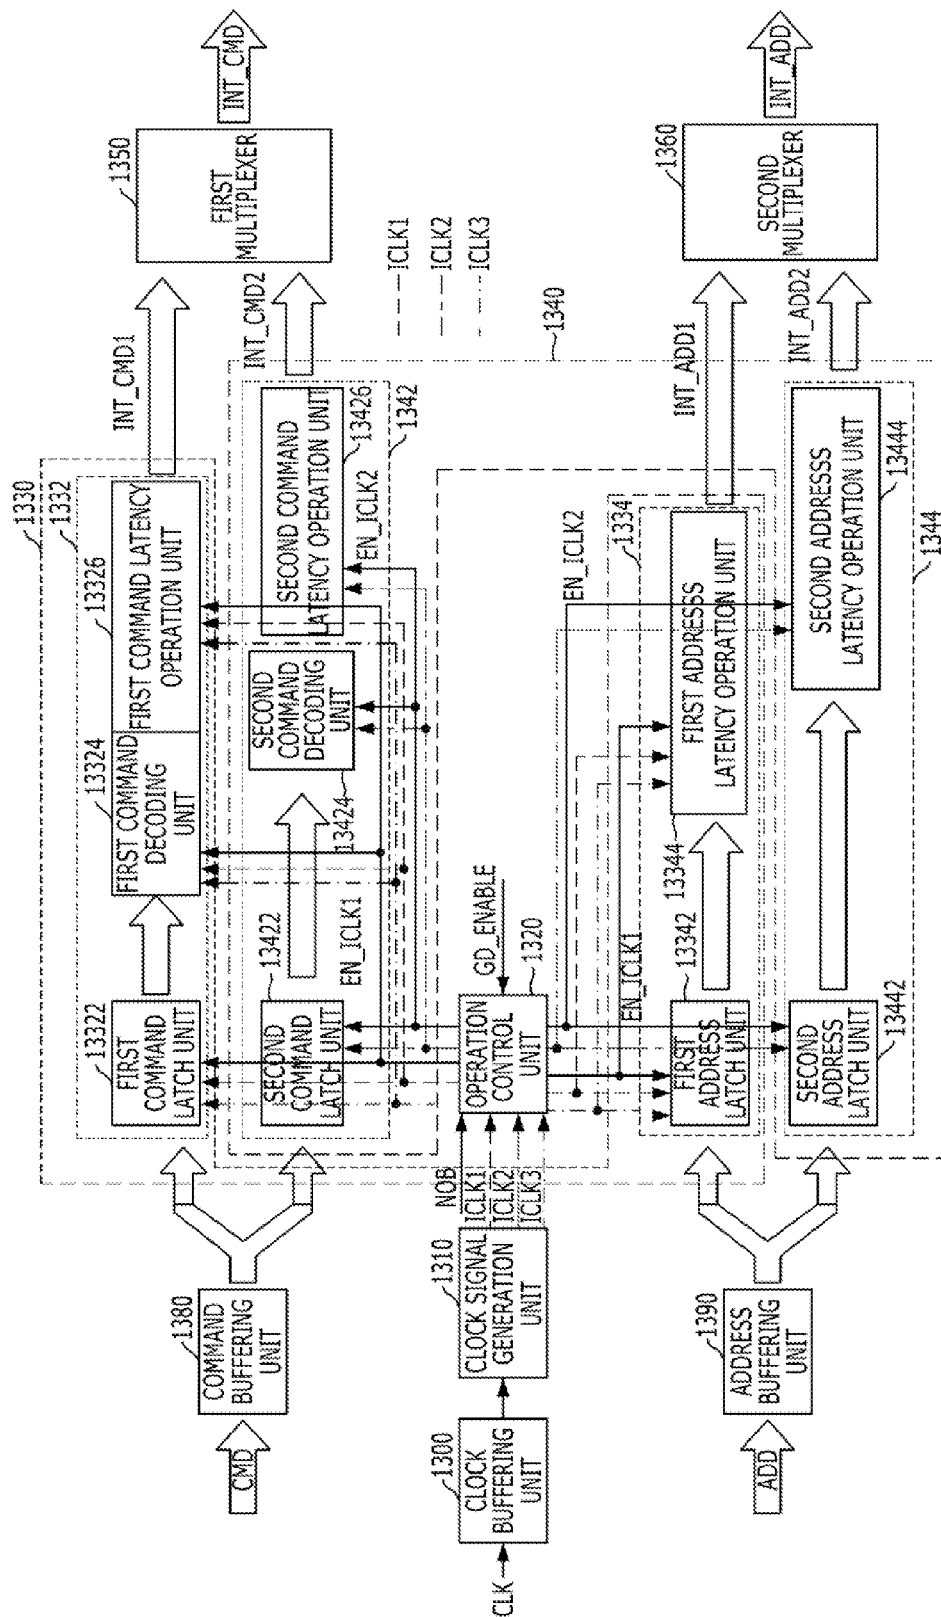 CMD
1380
COMMAND
BUFFERING
UNIT
1330
1332
13322
FIRST
COMMAND
LATCH UNIT
13324
FIRST COMMAND
DECODING
UNIT
13326
FIRST COMMAND LATENCY
OPERATION UNIT
INT_CMD1
1350
FIRST
MULTIPLEXER
INT_CMD
13422
SECOND
COMMAND
LATCH UNIT
EN_ICLK1
13424
SECOND
COMMAND
DECODING
UNIT
SECOND COMMAND
LATENCY OPERATION UNIT
13426
EN_ICLK2
1342
INT_CMD2
ICLK1
ICLK2
ICLK3
1340
CLK
1300
CLOCK
BUFFERING
UNIT
1310
CLOCK SIGNAL
GENERATION
UNIT
NOB
ICLK1
ICLK2
ICLK3
OPERATION
CONTROL
UNIT
1320
GD_ENABLE
EN_ICLK1
EN_ICLK2
1334
13342
FIRST
ADDRESS
LATCH UNIT
13344
FIRST ADDRESSS
LATENCY OPERATION UNIT
INT_ADD1
SECOND
ADDRESS
LATCH UNIT
13442
SECOND ADDRESSS
LATENCY OPERATION UNIT
13444
1344
INT_ADD2
1360
SECOND
MULTIPLEXER
INT_ADD
ADD
1390
ADDRESS
BUFFERING
UNIT